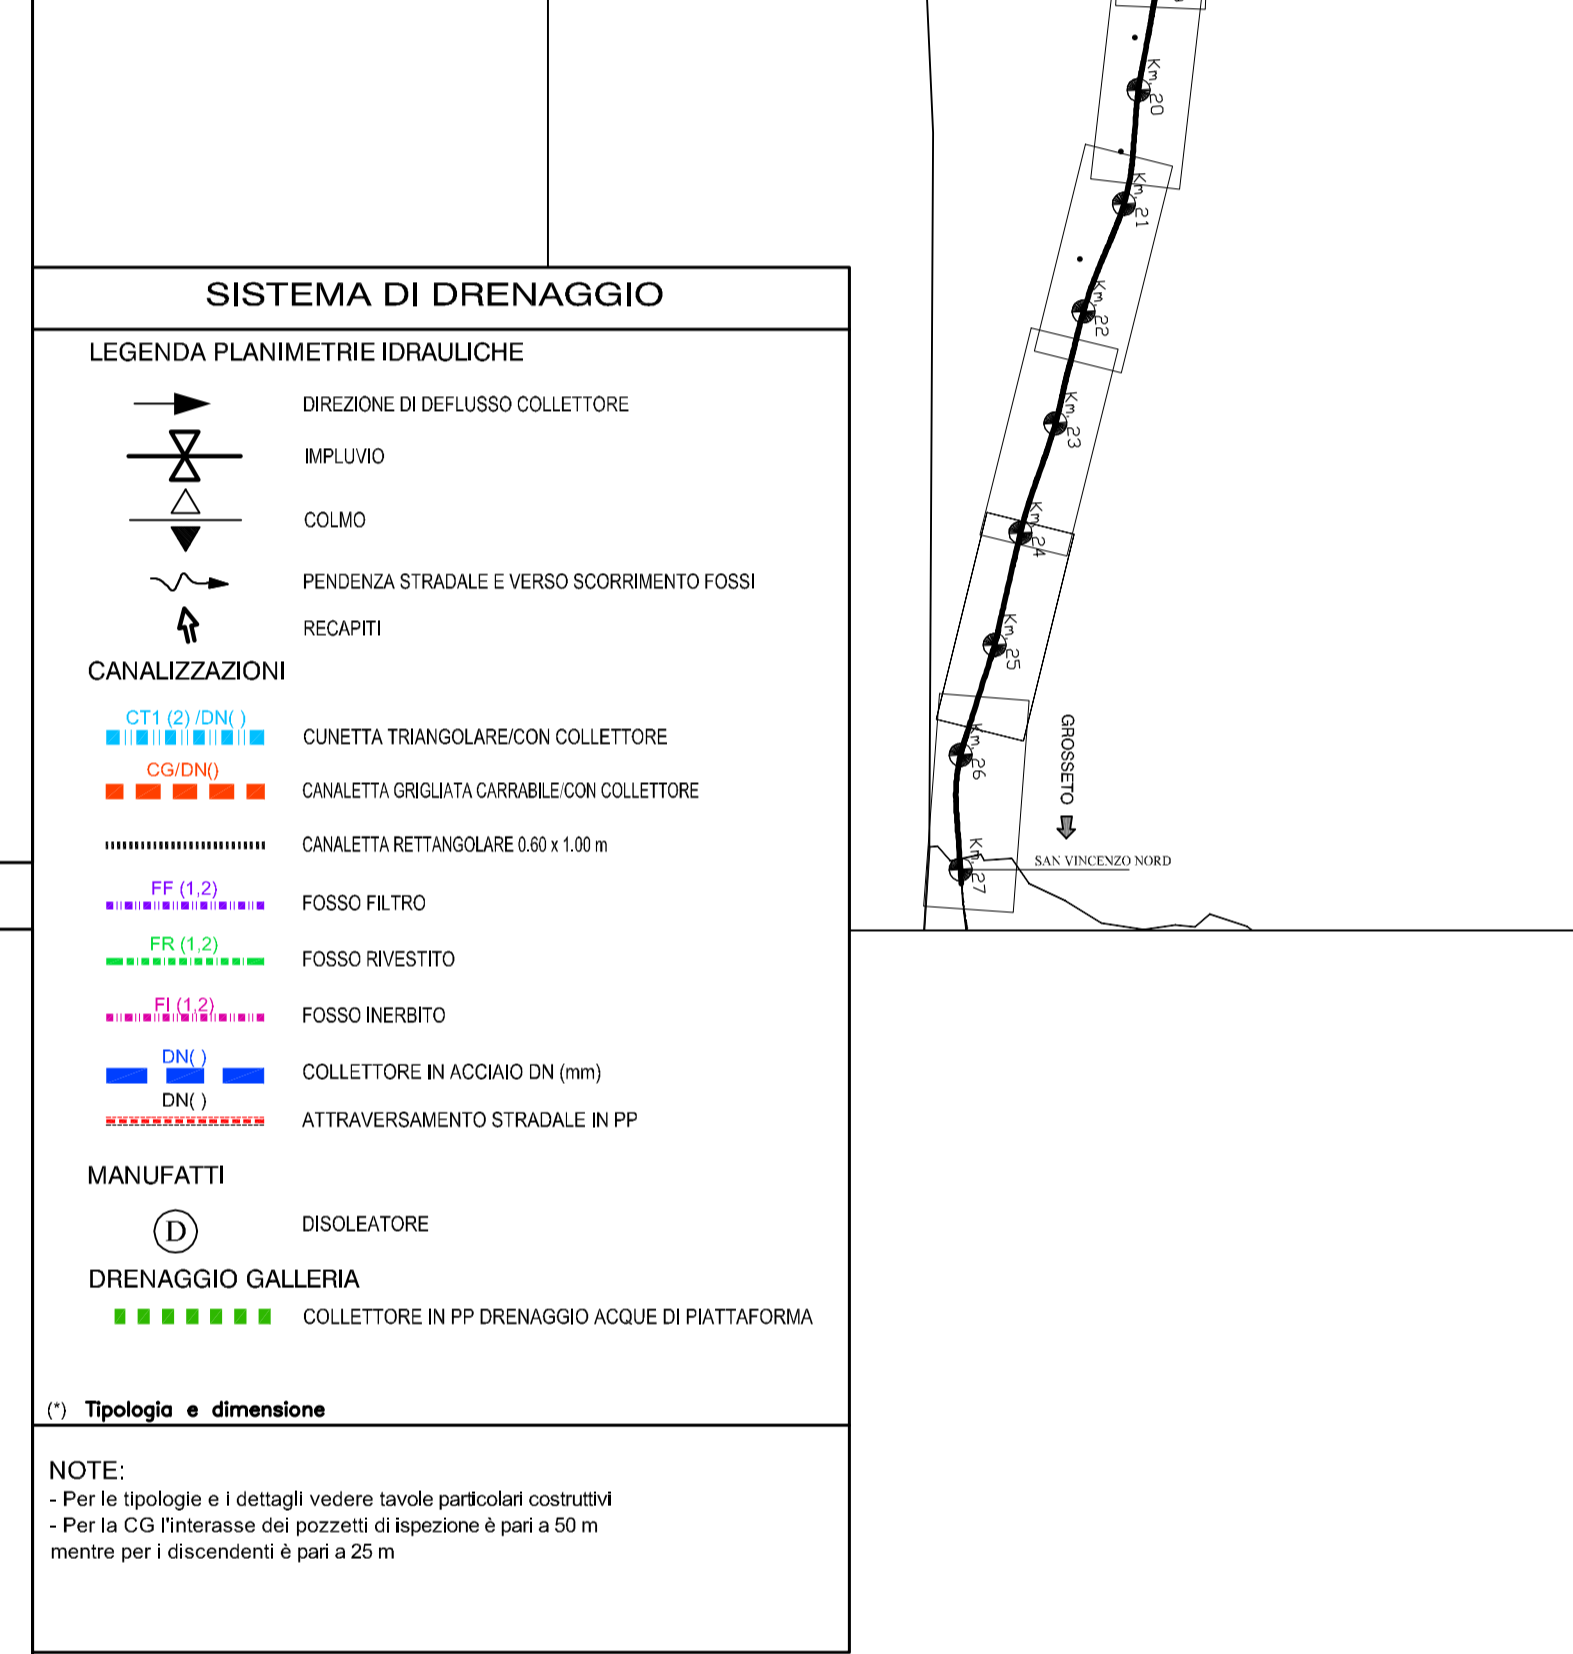 SISTEMA DI DRENAGGIO
LEGENDA PLANIMETRIE IDRAULICHE
DIREZIONE DI DEFLUSSO COLLETTORE
IMPLUVIO
COLMO
PENDENZA STRADALE E VERSO SCORRIMENTO FOSSI
RECAPITI
CANALIZZAZIONI
CT1 (2) /DN( )
CUNETTA TRIANGOLARE/CON COLLETTORE
CG/DN()
CANALETTA GRIGLIATA CARRABILE/CON COLLETTORE
CANALETTA RETTANGOLARE 0.60 x 1.00 m
FF (1,2)
FOSSO FILTRO
FR (1,2)
FOSSO RIVESTITO
FI (1,2)
FOSSO INERBITO
DN( )
COLLETTORE IN ACCIAIO DN (mm)
DN( )
ATTRAVERSAMENTO STRADALE IN PP
MANUFATTI
D
DISOLEATORE
DRENAGGIO GALLERIA
COLLETTORE IN PP DRENAGGIO ACQUE DI PIATTAFORMA
(*) Tipologia e dimensione
NOTE:
- Per le tipologie e i dettagli vedere tavole particolari costruttivi
- Per la CG l'interasse dei pozzetti di ispezione è pari a 50 m
mentre per i discendenti è pari a 25 m
Km. 20
Km. 21
Km. 22
Km. 23
Km. 24
Km. 25
Km. 26
Km. 27
GROSSETO
SAN VINCENZO NORD